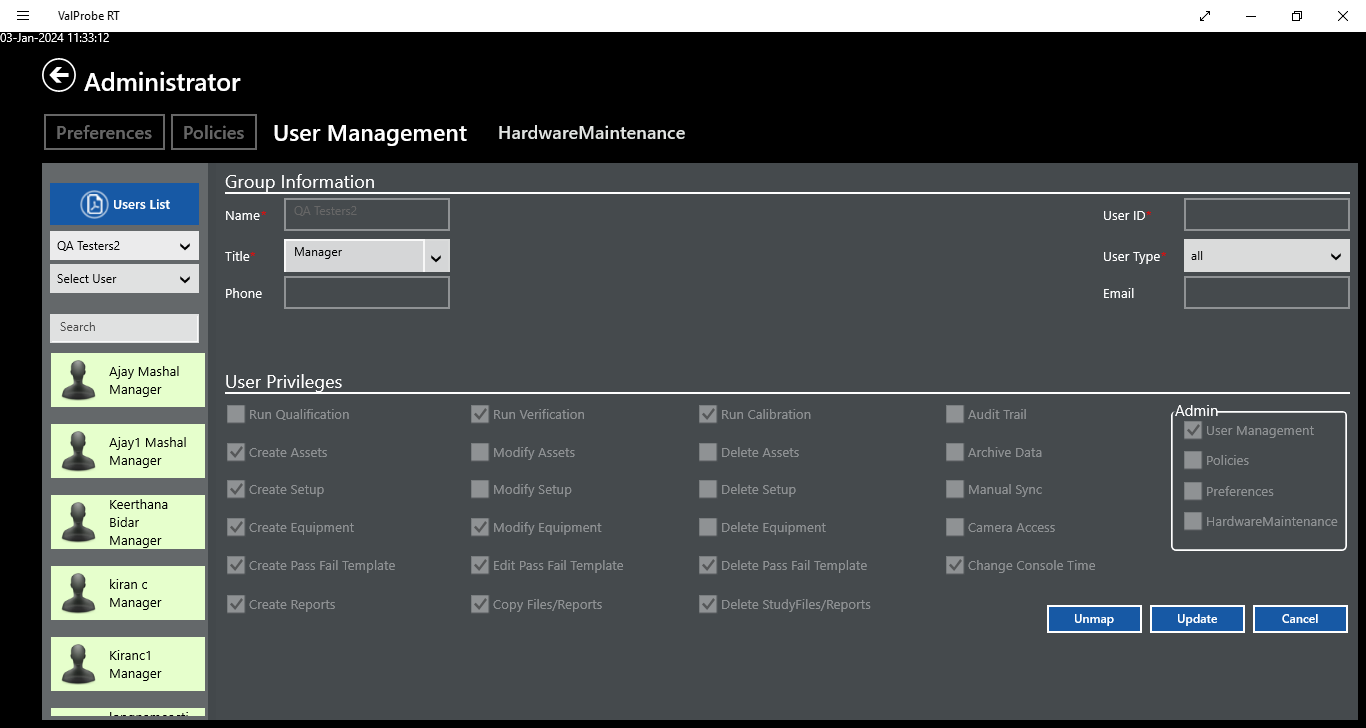 ValProbe RT
03-Jan-2024 11:33:12
Administrator
Preferences Policies User Management HardwareMaintenance
Users List
QA Testers2
Select User
Search
Ajay Mashal
Manager
Ajay1 Mashal
Manager
Keerthana
Bidar
Manager
kiran c
Manager
Kiranc1
Manager
Group Information
Name* QA Testers2 User ID*
Title* Manager User Type* all
Phone Email
User Privileges
Run Qualification Run Verification Run Calibration Audit Trail
Create Assets Modify Assets Delete Assets Archive Data
Create Setup Modify Setup Delete Setup Manual Sync
Create Equipment Modify Equipment Delete Equipment Camera Access
Create Pass Fail Template Edit Pass Fail Template Delete Pass Fail Template Change Console Time
Create Reports Copy Files/Reports Delete StudyFiles/Reports
Admin
User Management
Policies
Preferences
HardwareMaintenance
Unmap Update Cancel